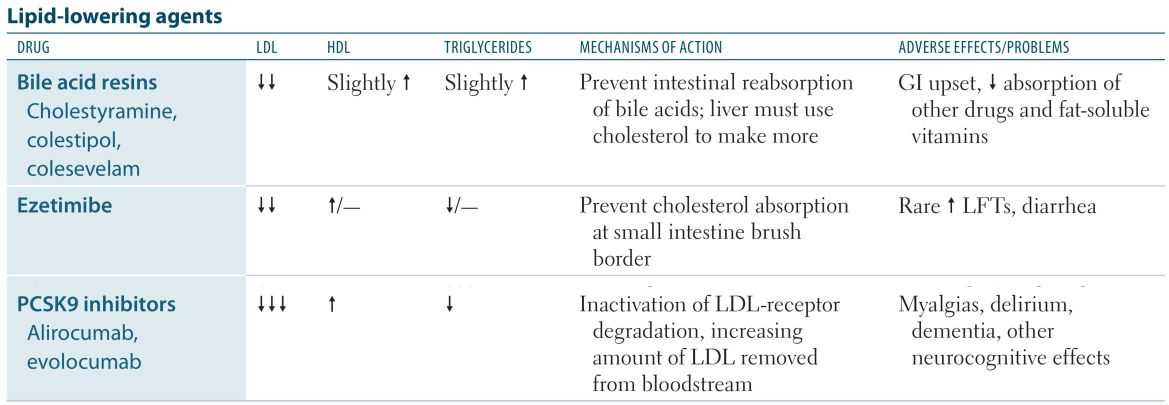 Lipid-lowering agents
DRUG LDL HDL TRIGLYCERIDES MECHANISMS OF ACTION ADVERSE EFFECTS/PROBLEMS
Bile acid resins ↓↓ Slightly ↑ Slightly ↑ Prevent intestinal reabsorption GI upset, ↓ absorption of
Cholestyramine, of bile acids; liver must use other drugs and fat-soluble
colestipol, cholesterol to make more vitamins
colesevelam
Ezetimibe ↓↓ ↑/— ↓/— Prevent cholesterol absorption Rare ↑ LFTs, diarrhea
at small intestine brush
border
PCSK9 inhibitors ↓↓↓ ↑ ↓ Inactivation of LDL-receptor Myalgias, delirium,
Alirocumab, degradation, increasing dementia, other
evolocumab amount of LDL removed neurocognitive effects
from bloodstream